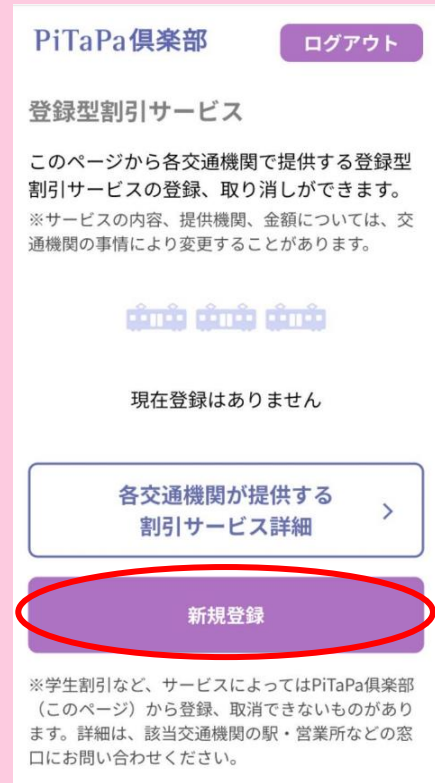 PiTaPa倶楽部
ログアウト
登録型割引サービス
このページから各交通機関で提供する登録型
割引サービスの登録、取り消しができます。
※サービスの内容、提供機関、金額については、交
通機関の事情により変更することがあります。
現在登録はありません
各交通機関が提供する
割引サービス詳細
新規登録
※学生割引など、サービスによってはPiTaPa倶楽部
（このページ）から登録、取消できないものがあり
ます。詳細は、該当交通機関の駅・営業所などの窓
口にお問い合わせください。